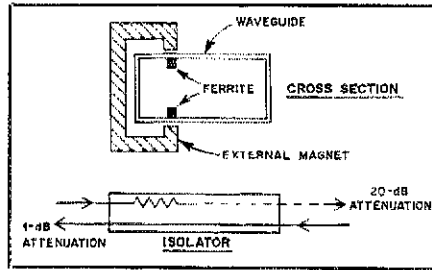 WAVEGUIDE
FERRITE
CROSS SECTION
EXTERNAL MAGNET
20-dB
ATTENUATION
1-dB
ATTENUATION
ISOLATOR